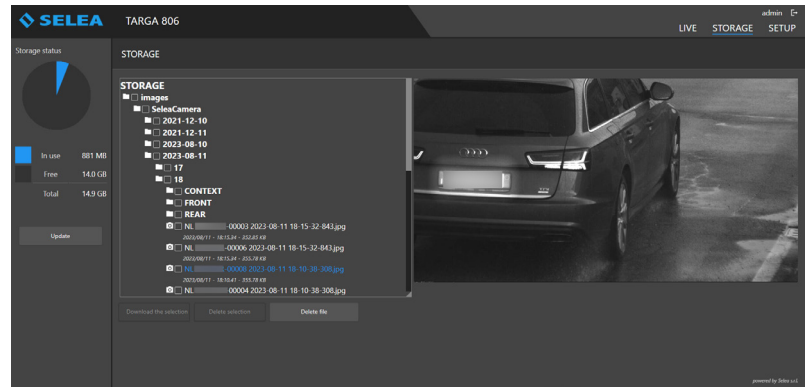 SELEA
TARGA 806
admin
LIVE STORAGE SETUP
Storage status
In use 881 MB
Free 14.0 GB
Total 14.9 GB
Update
STORAGE
STORAGE
images
SeleaCamera
2021-12-10
2021-12-11
2023-08-10
2023-08-11
17
18
CONTEXT
FRONT
REAR
NL -00003 2023-08-11 18-15-32-843.jpg
2023/08/11 - 18:15.34 - 352.85 KB
NL -00006 2023-08-11 18-15-32-843.jpg
2023/08/11 - 18:15.34 - 355.78 KB
NL -00008 2023-08-11 18-10-38-308.jpg
2023/08/11 - 18:10.41 - 355.78 KB
NL 00004 2023-08-11 18-10-38-308.jpg
Download the selection
Delete selection
Delete file
powered by Selea s.r.l.